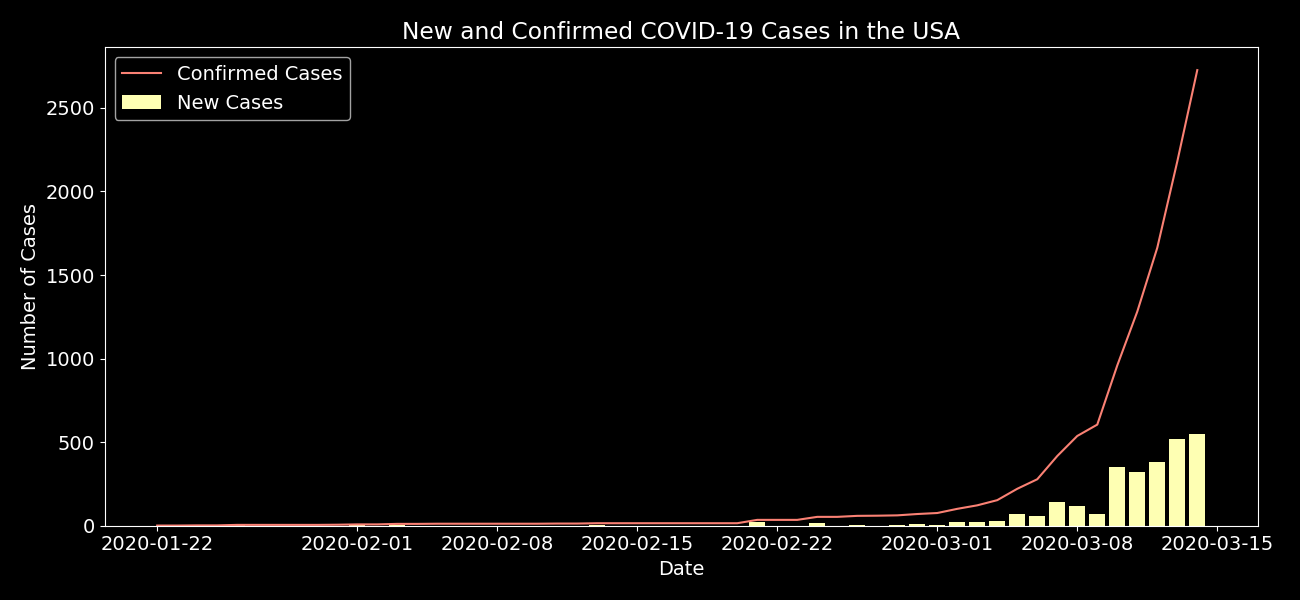 New and Confirmed COVID-19 Cases in the USA
Confirmed Cases
New Cases
Number of Cases
2500
2000
1500
1000
500
0
2020-01-22
2020-02-01
2020-02-08
2020-02-15
2020-02-22
2020-03-01
2020-03-08
2020-03-15
Date